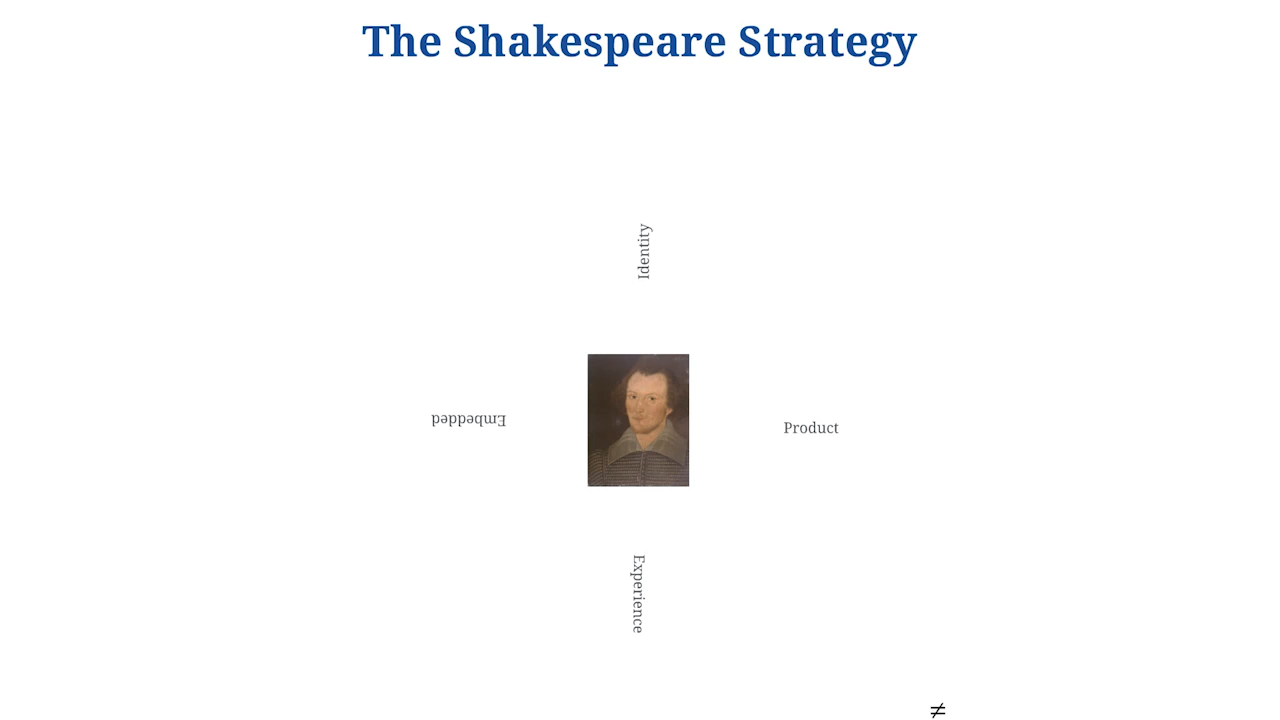 The Shakespeare Strategy
Identity
Embedded
Product
Experience
≠